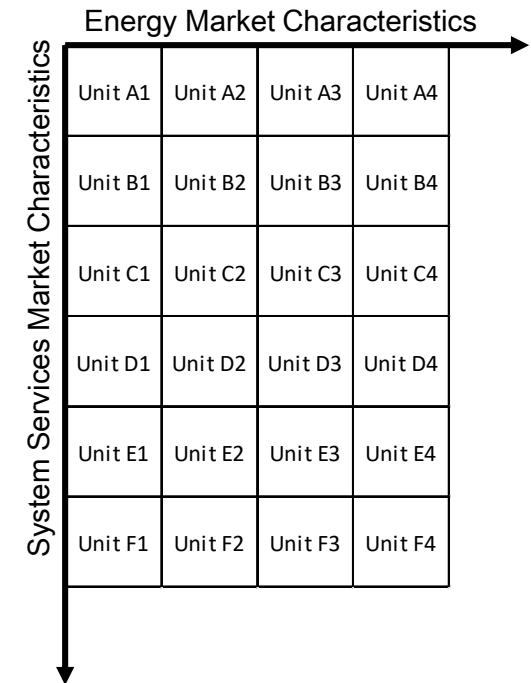 Energy Market Characteristics
System Services Market Characteristics
Unit A1 Unit A2 Unit A3 Unit A4
Unit B1 Unit B2 Unit B3 Unit B4
Unit C1 Unit C2 Unit C3 Unit C4
Unit D1 Unit D2 Unit D3 Unit D4
Unit E1 Unit E2 Unit E3 Unit E4
Unit F1 Unit F2 Unit F3 Unit F4